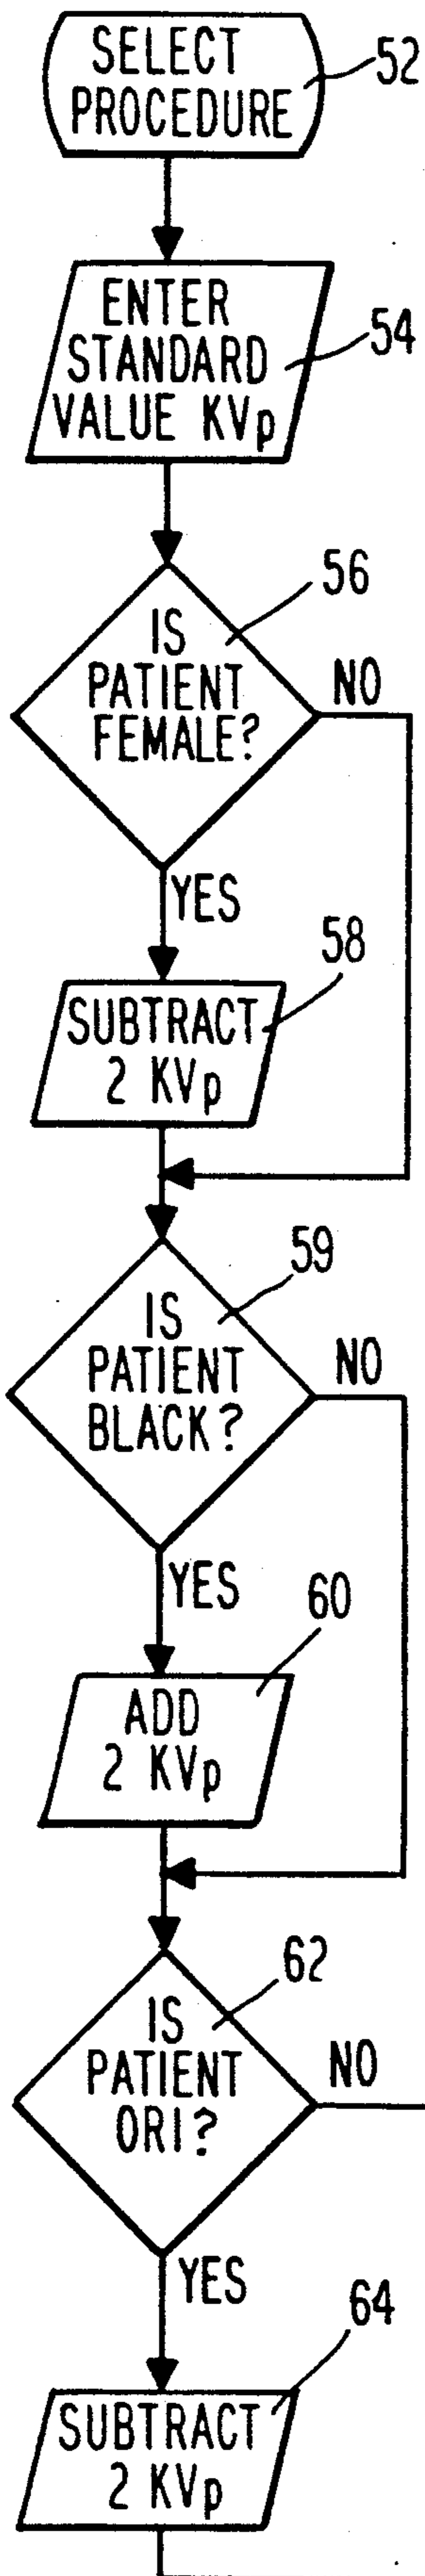 SELECT
PROCEDURE
52
ENTER
STANDARD
VALUE KVp
54
56
IS
PATIENT
FEMALE?
NO
YES
58
SUBTRACT
2 KVp
59
IS
PATIENT
BLACK?
NO
YES
60
ADD
2 KVp
62
IS
PATIENT
ORI?
NO
YES
64
SUBTRACT
2 KVp